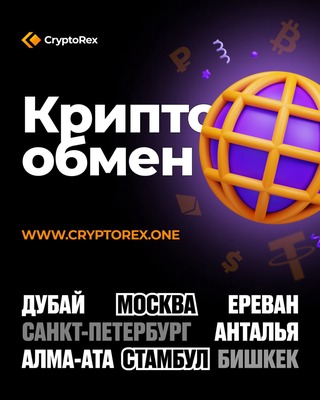 CryptoRex
Крипто
обмен
WWW.CRYPTOREX.ONE
ДУБАЙ МОСКВА ЕРЕВАН
САНКТ-ПЕТЕРБУРГ АНТАЛЬЯ
АЛМА-АТА СТАМБУЛ БИШКЕК